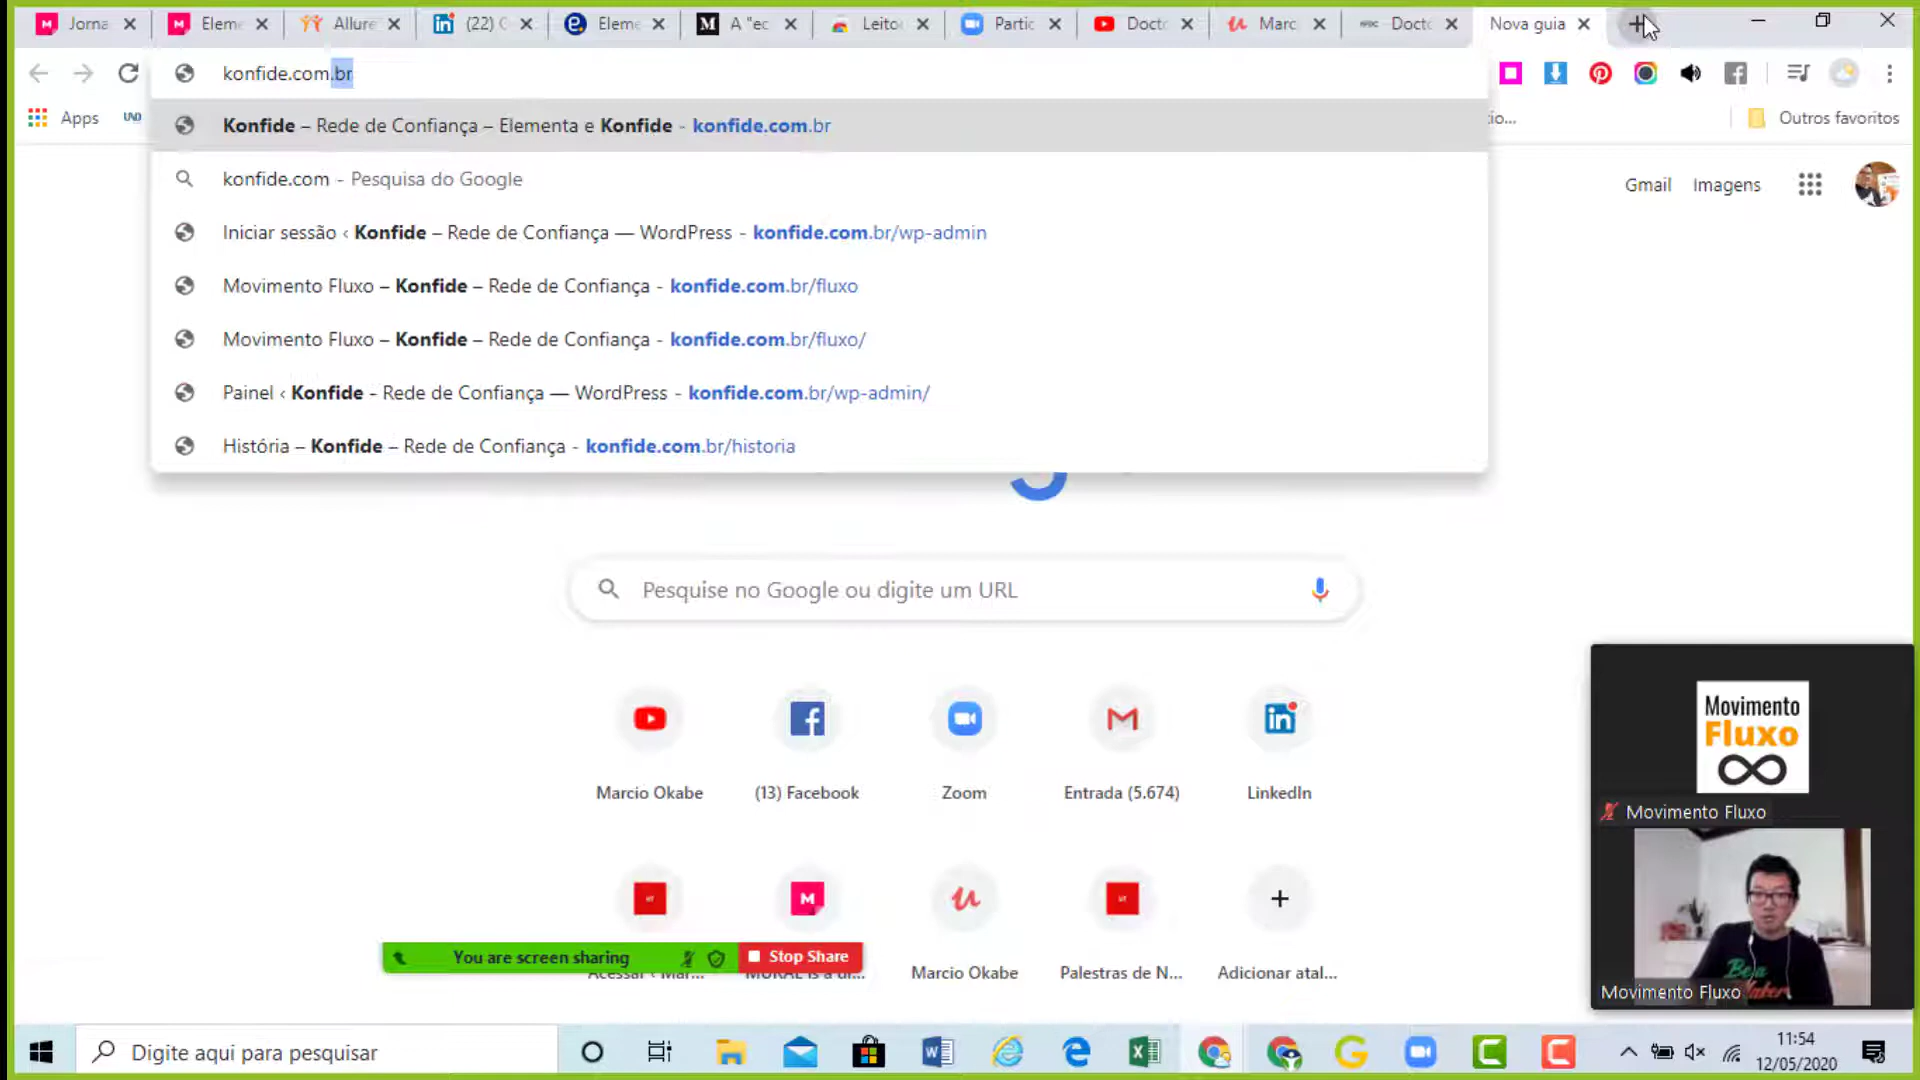 Jorna
Eleme
Allure
(22) C
Eleme
A "ec
Leito
Partic
Docto
Marc
Docto
Nova guia
konfide.com.br
Apps
Outros favoritos
Konfide – Rede de Confiança – Elementa e Konfide - konfide.com.br
konfide.com - Pesquisa do Google
Iniciar sessão ‹ Konfide – Rede de Confiança — WordPress - konfide.com.br/wp-admin
Movimento Fluxo – Konfide – Rede de Confiança - konfide.com.br/fluxo
Movimento Fluxo – Konfide – Rede de Confiança - konfide.com.br/fluxo/
Painel ‹ Konfide - Rede de Confiança — WordPress - konfide.com.br/wp-admin/
História – Konfide – Rede de Confiança - konfide.com.br/historia
Gmail Imagens
Pesquise no Google ou digite um URL
Marcio Okabe
(13) Facebook
Zoom
Entrada (5.674)
LinkedIn
Marcio Okabe
Palestras de N...
Adicionar atal...
You are screen sharing
Stop Share
Movimento
Fluxo
Movimento Fluxo
Be a
Maker
Movimento Fluxo
Digite aqui para pesquisar
11:54
12/05/2020